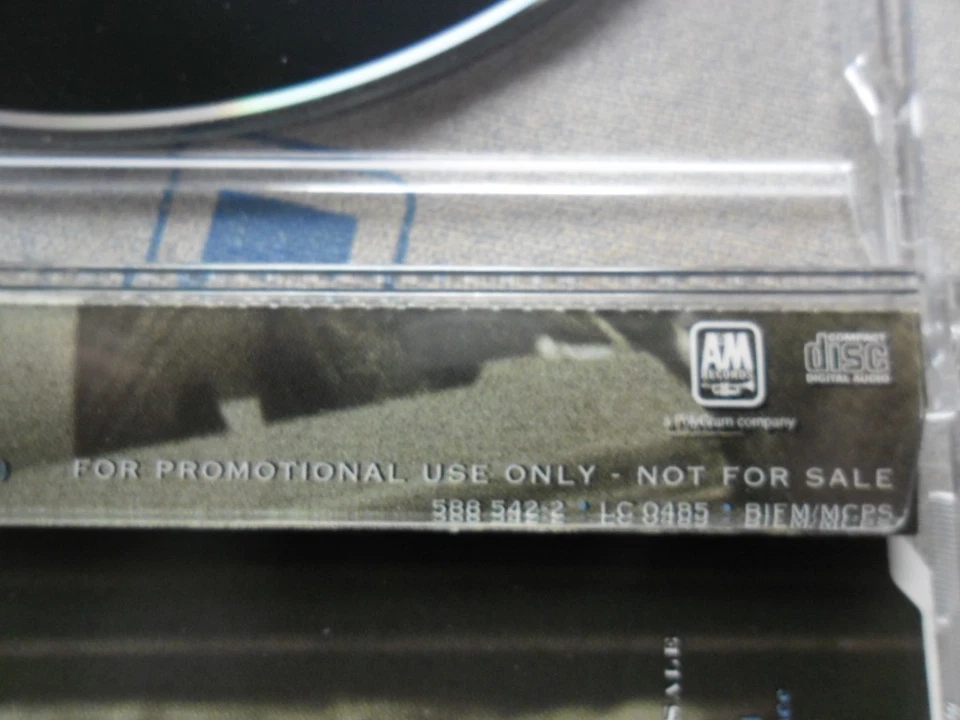 A&M
RECORDS
COMPACT
disc
DIGITAL AUDIO
a PolyGram company
FOR PROMOTIONAL USE ONLY - NOT FOR SALE
588 542-2 • LC 0485 • BIEM/MCPS
SALE